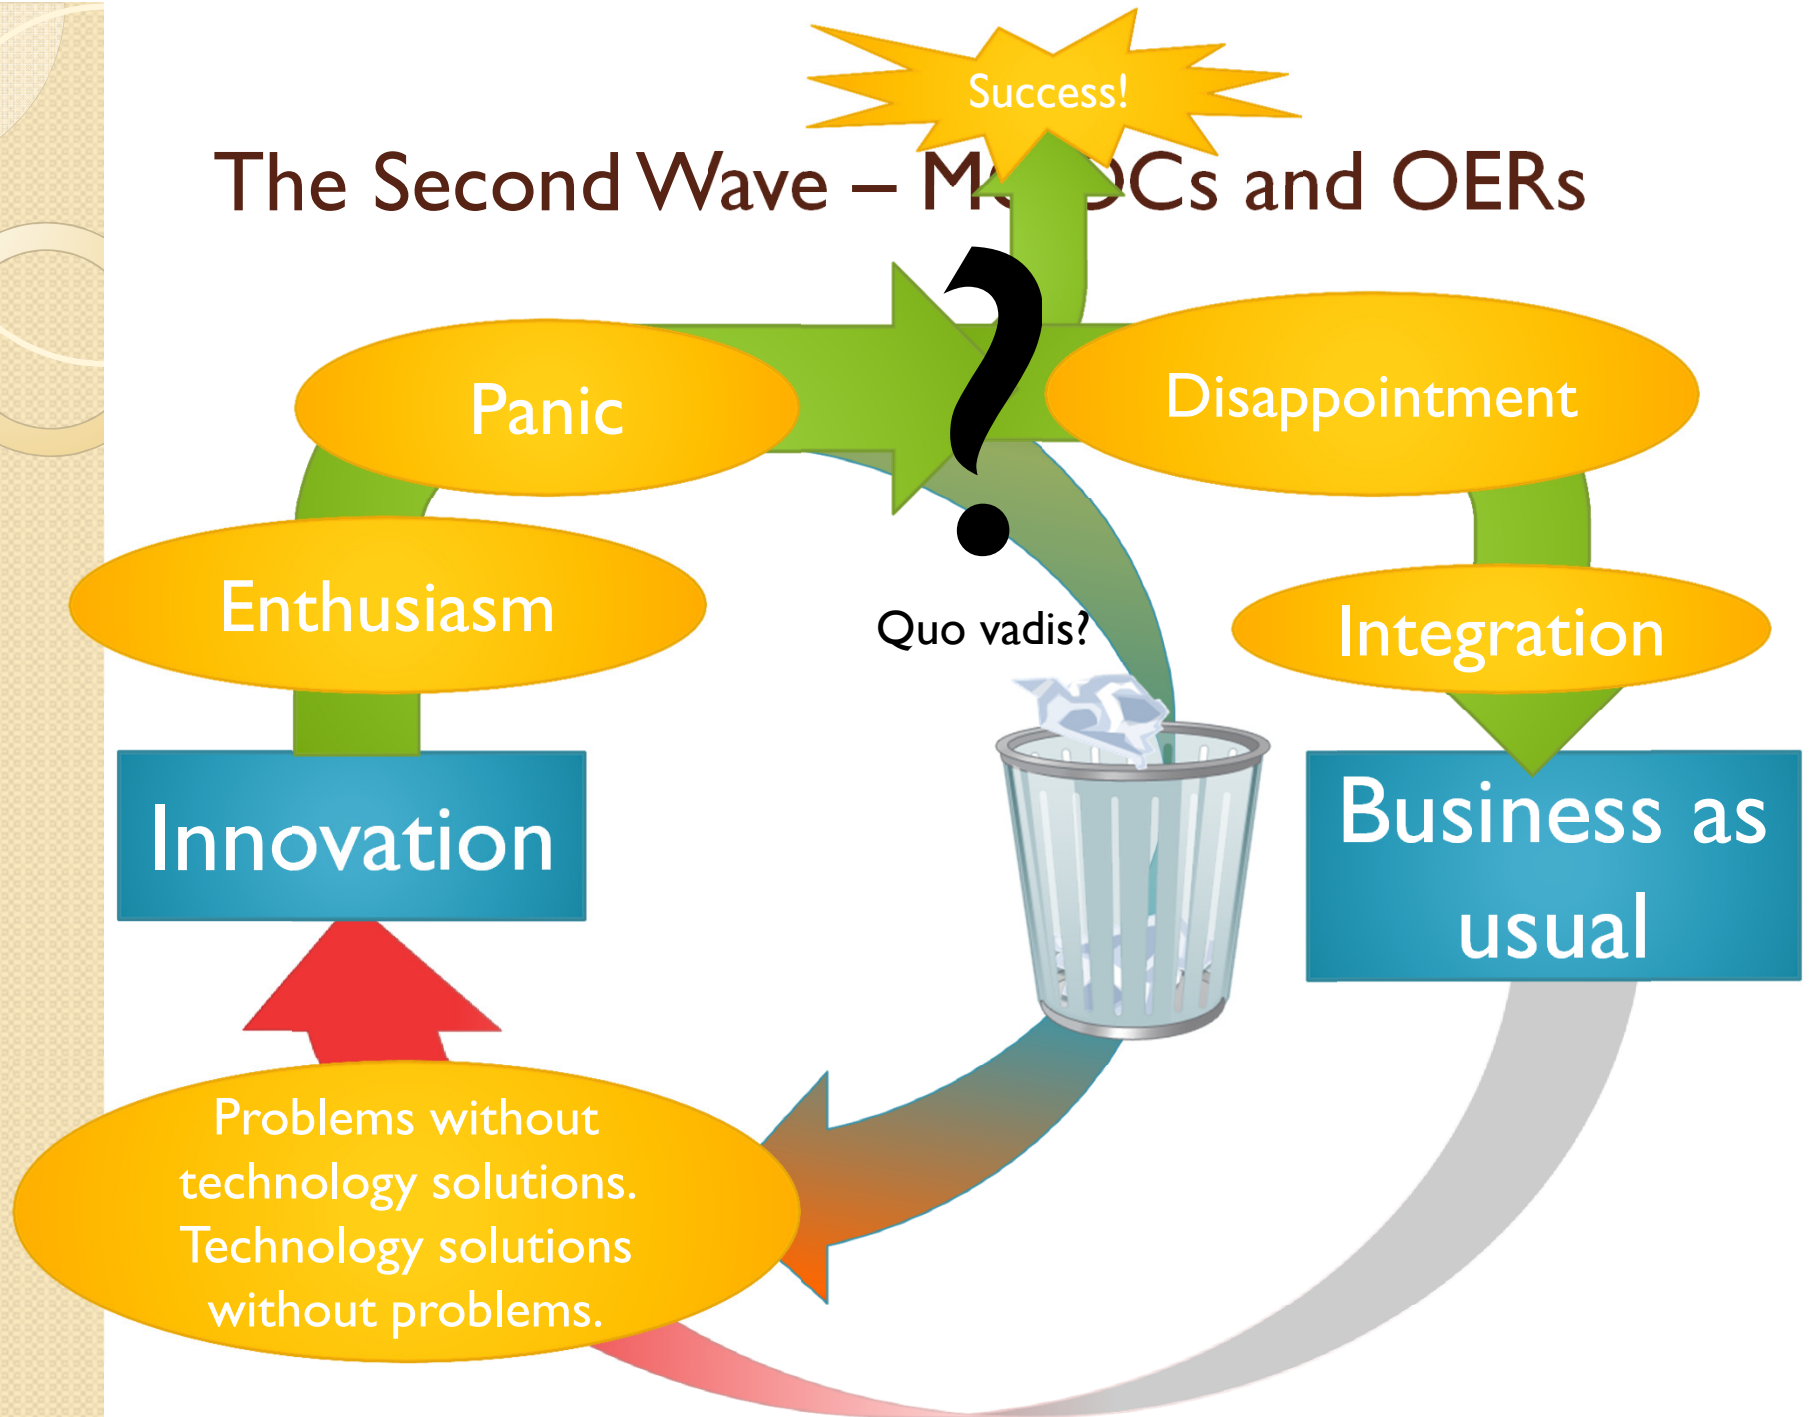 Success!
The Second Wave – MOOCs and OERs
?
Panic
Disappointment
Enthusiasm
Quo vadis?
Integration
Innovation
Business as
usual
Problems without
technology solutions.
Technology solutions
without problems.